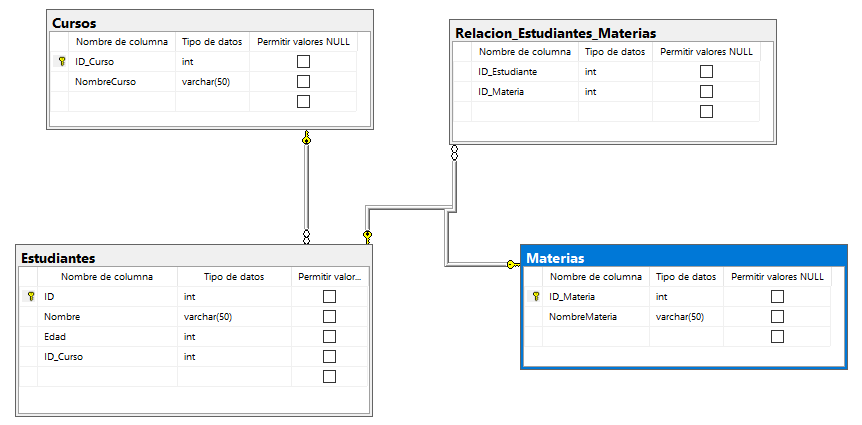 Cursos
Nombre de columna Tipo de datos Permitir valores NULL
ID_Curso int
NombreCurso varchar(50)
Relacion_Estudiantes_Materias
Nombre de columna Tipo de datos Permitir valores NULL
ID_Estudiante int
ID_Materia int
Estudiantes
Nombre de columna Tipo de datos Permitir valor...
ID int
Nombre varchar(50)
Edad int
ID_Curso int
Materias
Nombre de columna Tipo de datos Permitir valores NULL
ID_Materia int
NombreMateria varchar(50)